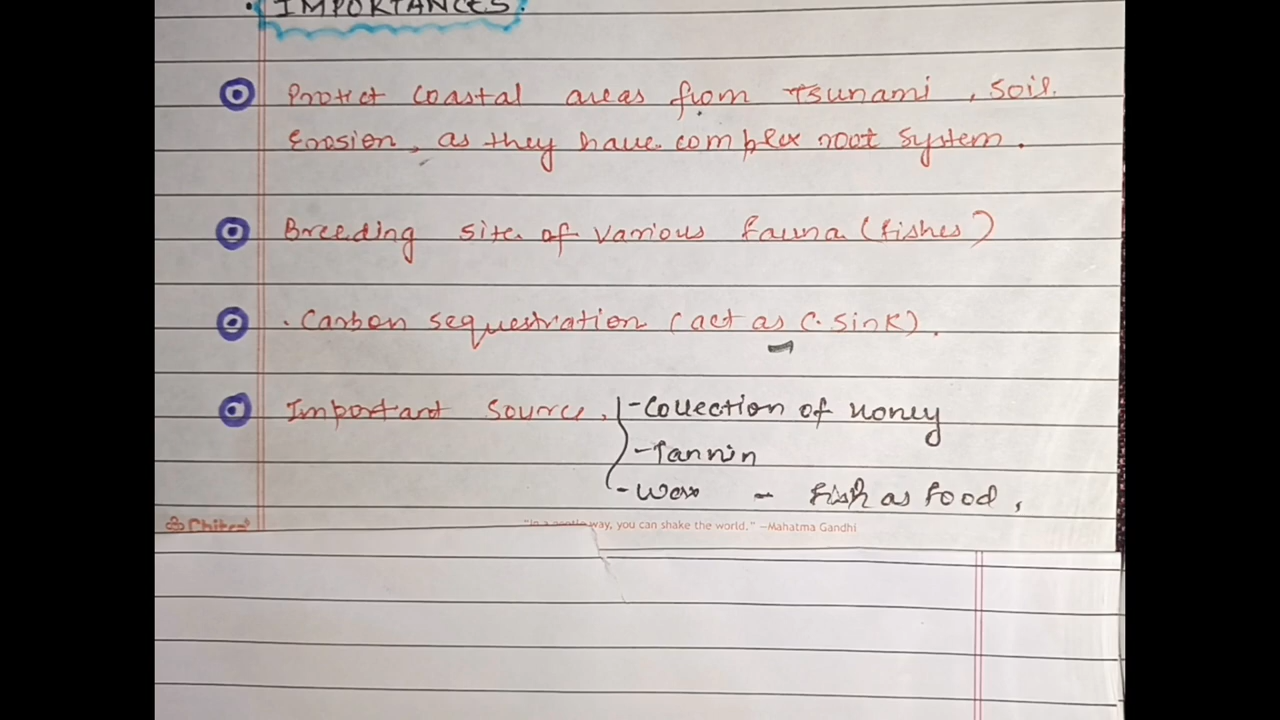 • IMPORTANCES:
Protect coastal areas from Tsunami, Soil
Erosion, as they have complex root system.
Breeding site of various fauna (fishes)
. Carbon sequestration (act as C. Sink).
Important source. - Collection of Honey
- Tannin
- Wax - Fish as food,
way, you can shake the world." —Mahatma Gandhi